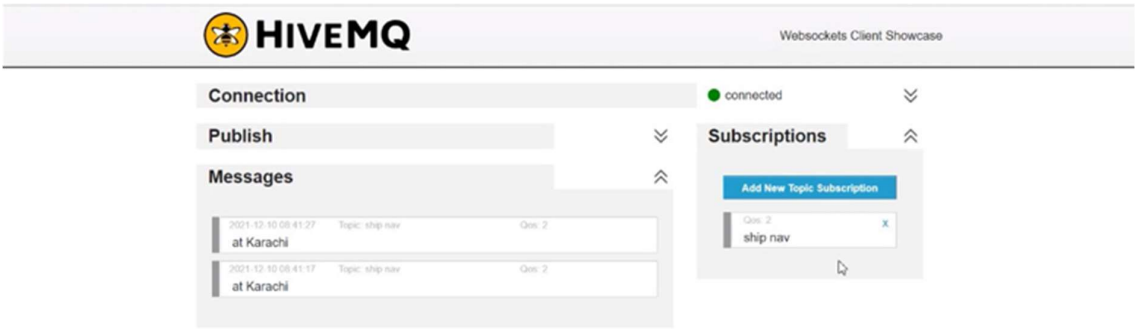 HIVEMQ
Websockets Client Showcase
Connection
connected
Publish
Subscriptions
Messages
Add New Topic Subscription
2021-12-10 08:41:27 Topic: ship nav Qos: 2
at Karachi
2021-12-10 08:41:17 Topic: ship nav Qos: 2
at Karachi
Qos: 2
x
ship nav